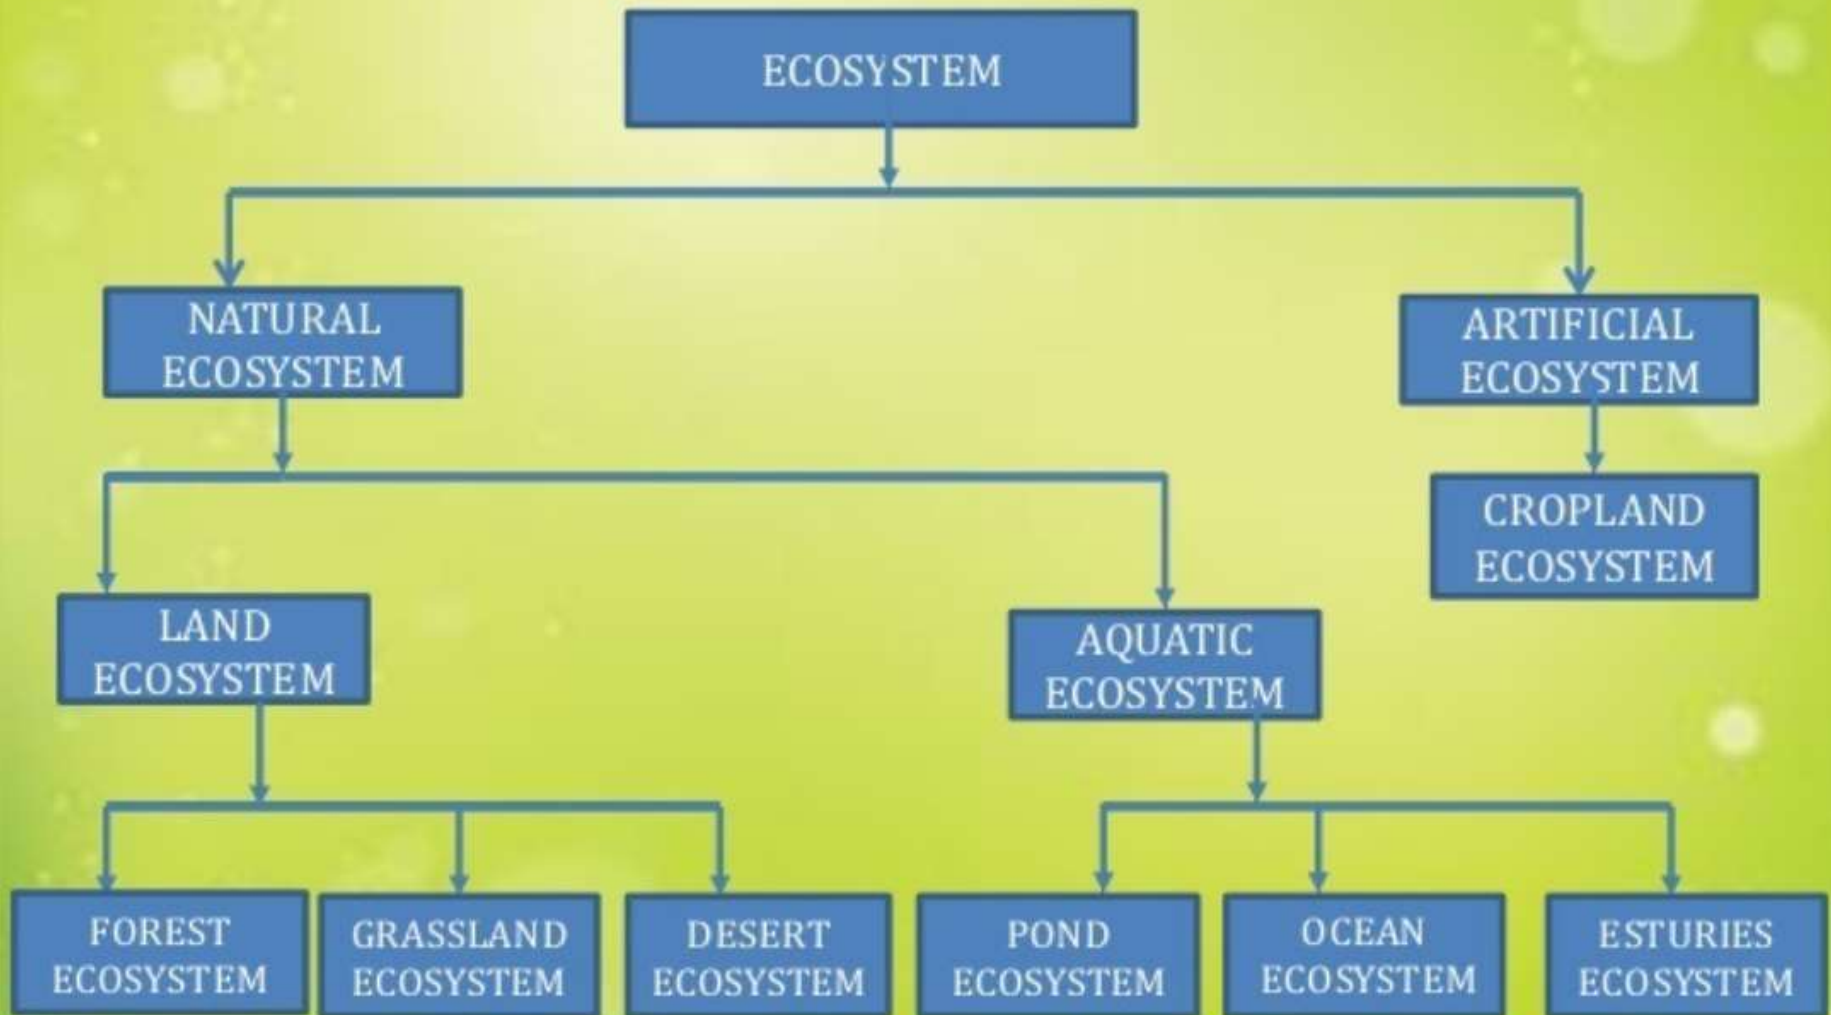 ECOSYSTEM
NATURAL
ECOSYSTEM
ARTIFICIAL
ECOSYSTEM
CROPLAND
ECOSYSTEM
LAND
ECOSYSTEM
AQUATIC
ECOSYSTEM
FOREST
ECOSYSTEM
GRASSLAND
ECOSYSTEM
DESERT
ECOSYSTEM
POND
ECOSYSTEM
OCEAN
ECOSYSTEM
ESTURIES
ECOSYSTEM